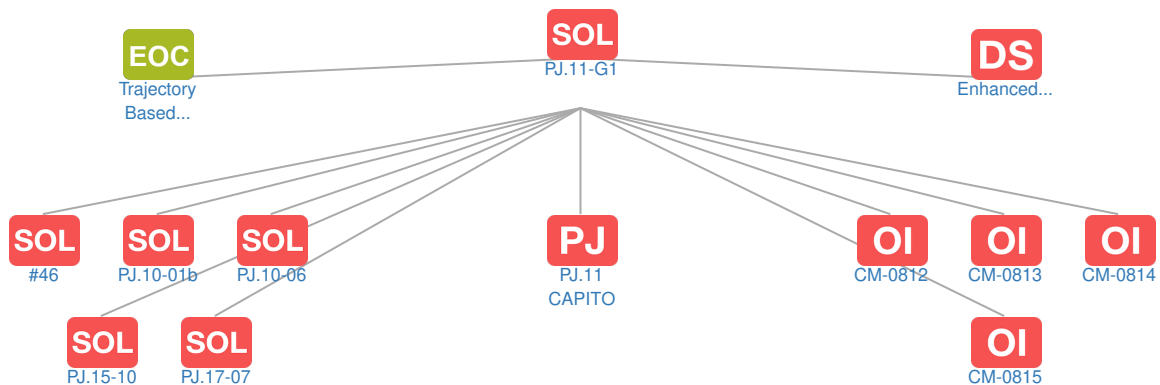 EOC
Trajectory
Based...
SOL
PJ.11-G1
DS
Enhanced...
SOL
#46
SOL
PJ.10-01b
SOL
PJ.10-06
PJ
PJ.11
CAPITO
OI
CM-0812
OI
CM-0813
OI
CM-0814
SOL
PJ.15-10
SOL
PJ.17-07
OI
CM-0815